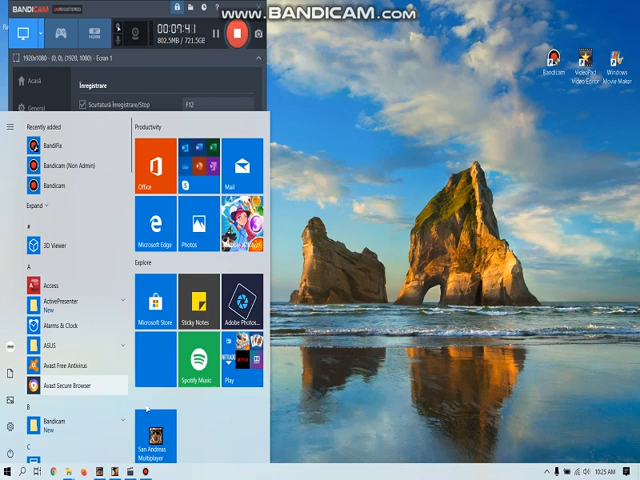 www.BANDICAM.com
BANDICAM UNREGISTERED
HDMI
00:07:41
802.5MB / 721.5GB
1920x1080 - (0, 0), (1920, 1080) - Ecran 1
Acasă
General
Înregistrare
Scurtatură Înregistrare/Stop
F12
Bandicam
VideoPad
Video Editor
Windows
Movie Maker
Recently added
BandiFix
Bandicam (Non Admin)
Bandicam
Expand
#
3D Viewer
A
Access
ActivePresenter
New
Alarms & Clock
ASUS
Avast Free Antivirus
Avast Secure Browser
B
Bandicam
New
C
Productivity
Office
Mail
Microsoft Edge
Photos
Explore
Microsoft Store
Sticky Notes
Adobe Photos...
Spotify Music
NETFLIX
Play
San Andreas
Multiplayer
10:25 AM